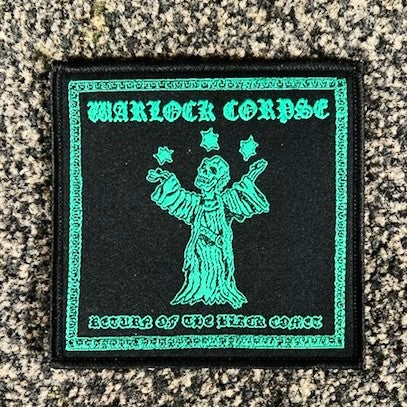 WARLOCK CORPSE
RETURN OF THE BLACK COMET